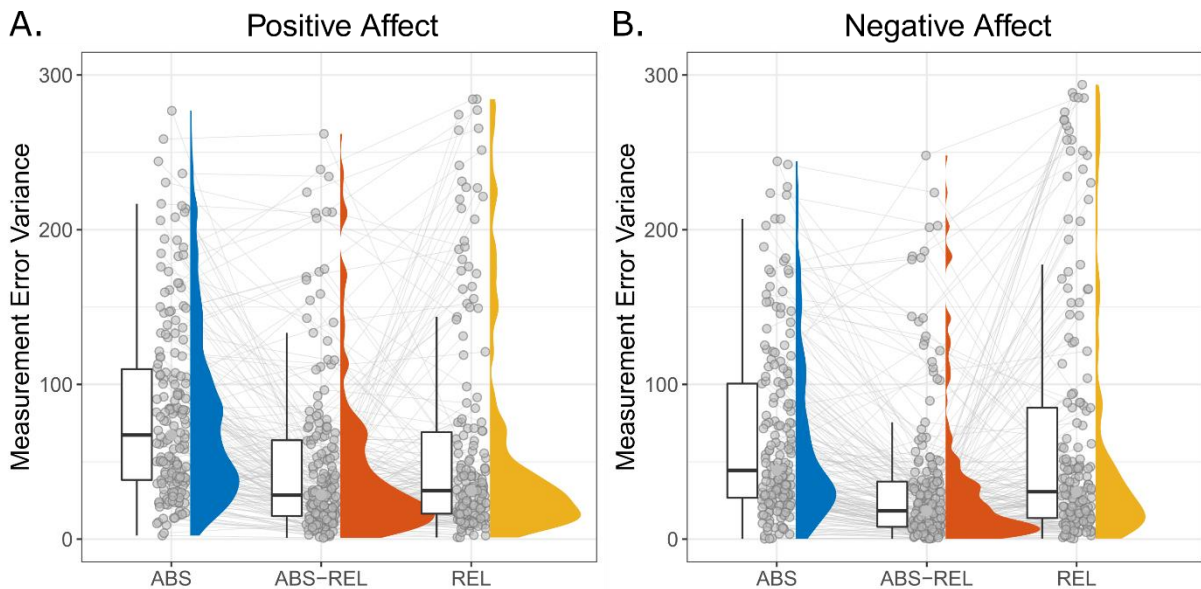 A.
Positive Affect
Measurement Error Variance
300
200
100
0
ABS
ABS-REL
REL
B.
Negative Affect
Measurement Error Variance
300
200
100
0
ABS
ABS-REL
REL